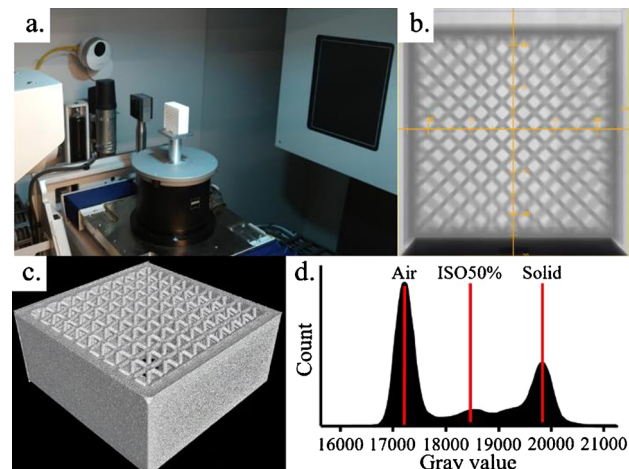 a.
b.
c.
d.
Air ISO50% Solid
Count
16000 17000 18000 19000 20000 21000
Gray value